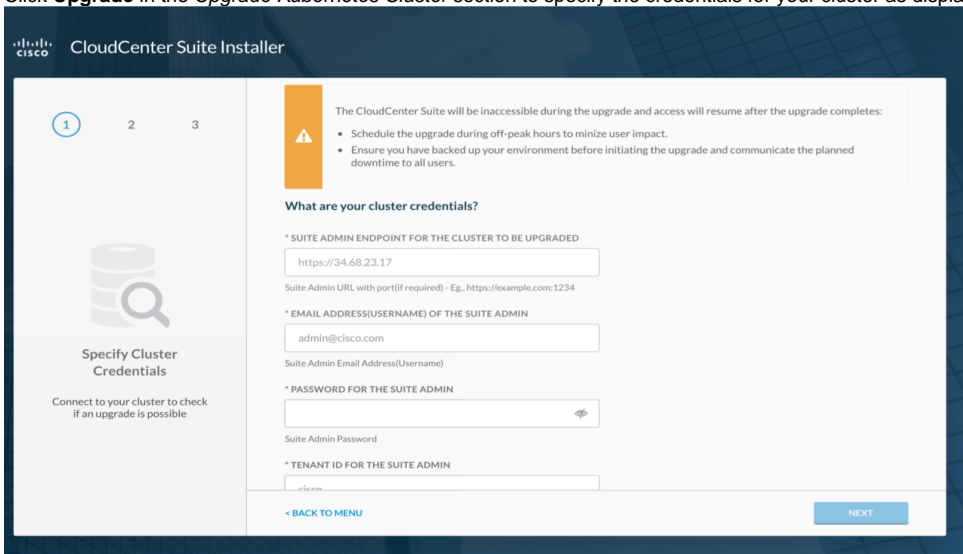 Click Upgrade in the Upgrade Kubernetes Cluster section to specify the credentials for your cluster as
cisco CloudCenter Suite Installer
1 2 3
The CloudCenter Suite will be inaccessible during the upgrade and access will resume after the upgrade completes:
• Schedule the upgrade during off-peak hours to minize user impact.
• Ensure you have backed up your environment before initiating the upgrade and communicate the planned
downtime to all users.
What are your cluster credentials?
* SUITE ADMIN ENDPOINT FOR THE CLUSTER TO BE UPGRADED
https://34.68.23.17
Suite Admin URL with port(if required) - Eg., https://example.com:1234
* EMAIL ADDRESS(USERNAME) OF THE SUITE ADMIN
admin@cisco.com
Suite Admin Email Address(Username)
* PASSWORD FOR THE SUITE ADMIN
Suite Admin Password
* TENANT ID FOR THE SUITE ADMIN
cisco
Specify Cluster
Credentials
Connect to your cluster to check
if an upgrade is possible
< BACK TO MENU
NEXT